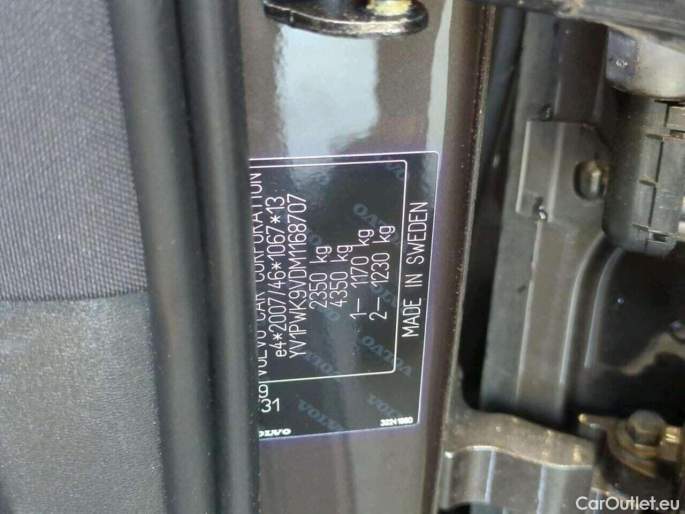 VOLVO CAR CORPORATION
e4*2007/46*1067*13
YV1PWK9VDM1168707
2350 kg
4350 kg
1– 1170 kg
2– 1230 kg
MADE IN SWEDEN
31
VOLVO
CarOutlet.eu